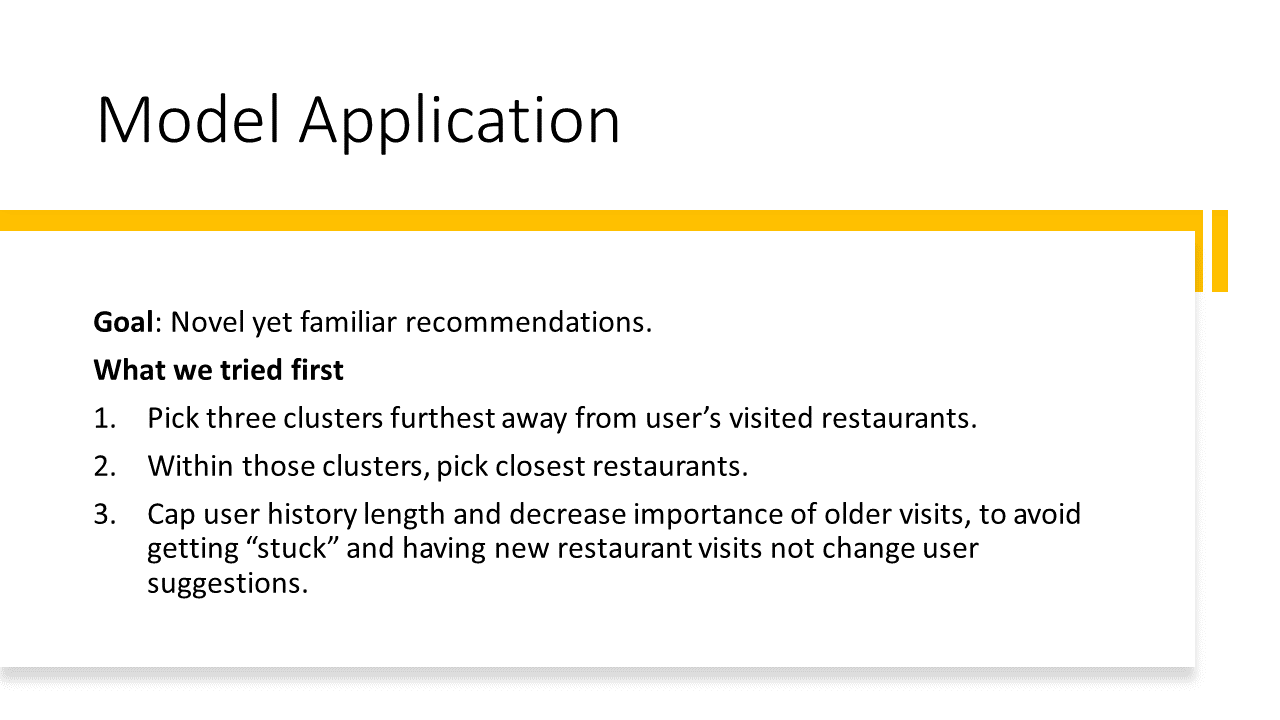 Model Application
Goal: Novel yet familiar recommendations.
What we tried first
1. Pick three clusters furthest away from user’s visited restaurants.
2. Within those clusters, pick closest restaurants.
3. Cap user history length and decrease importance of older visits, to avoid
getting “stuck” and having new restaurant visits not change user
suggestions.